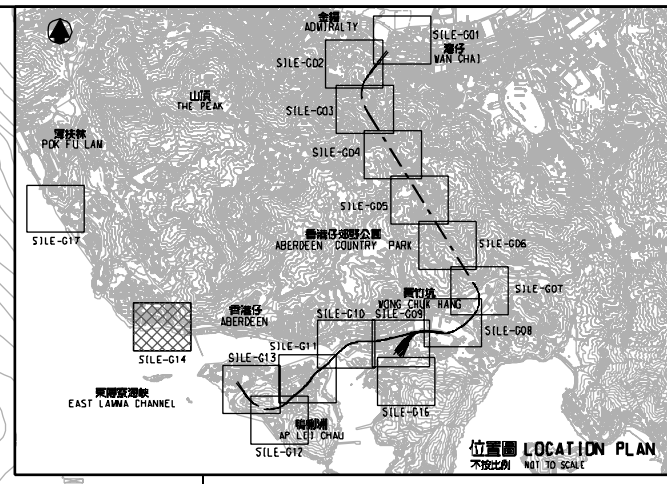 金鐘
ADMIRALTY
SILE-G01
灣仔
WAN CHAI
SILE-G02
山頂
THE PEAK
SILE-G03
薄扶林
POK FU LAM
SILE-G04
SILE-G05
SILE-G17
香港仔郊野公園
ABERDEEN COUNTRY PARK
SILE-G06
黃竹坑
WONG CHUK HANG
SILE-G07
香港仔
ABERDEEN
SILE-G10
SILE-G09
SILE-G08
SILE-G14
SILE-G11
SILE-G13
東博寮海峽
EAST LAMMA CHANNEL
SILE-G16
鴨脷洲
AP LEI CHAU
SILE-G12
位置圖 LOCATION PLAN
不按比例 NOT TO SCALE